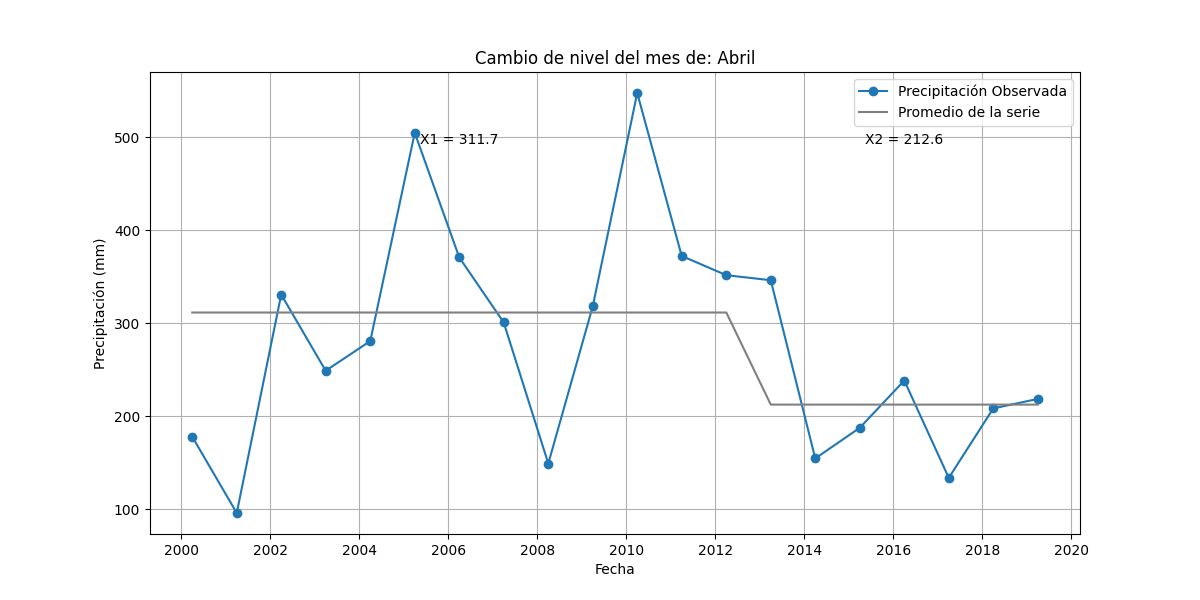 Cambio de nivel del mes de: Abril
Precipitación Observada
Promedio de la serie
X1 = 311.7
X2 = 212.6
500
400
300
200
100
Precipitación (mm)
2000 2002 2004 2006 2008 2010 2012 2014 2016 2018 2020
Fecha